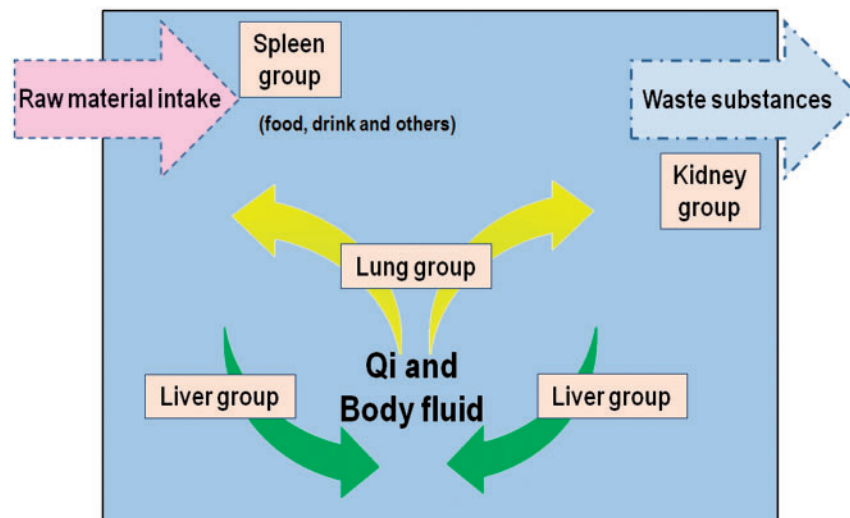 Spleen
group
Raw material intake
(food, drink and others)
Waste substances
Kidney
group
Lung group
Qi and
Body fluid
Liver group
Liver group